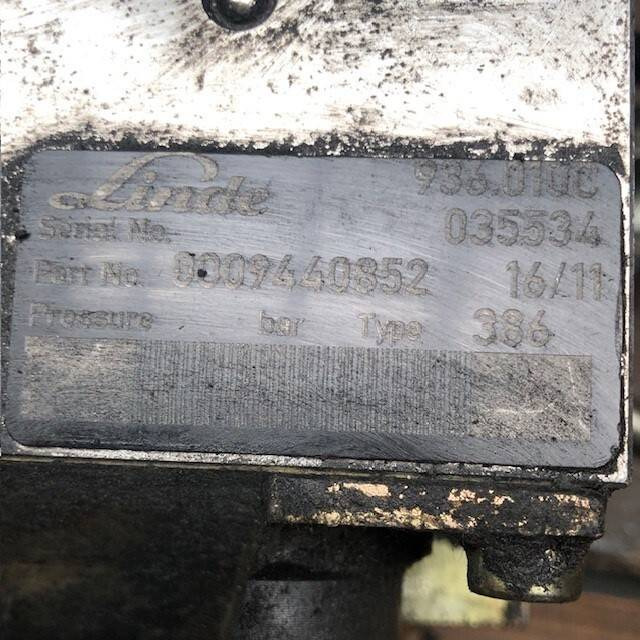 Linde 936.010C
Serial No. 035534
Part No. 0009440852 16/11
Pressure bar Type 386